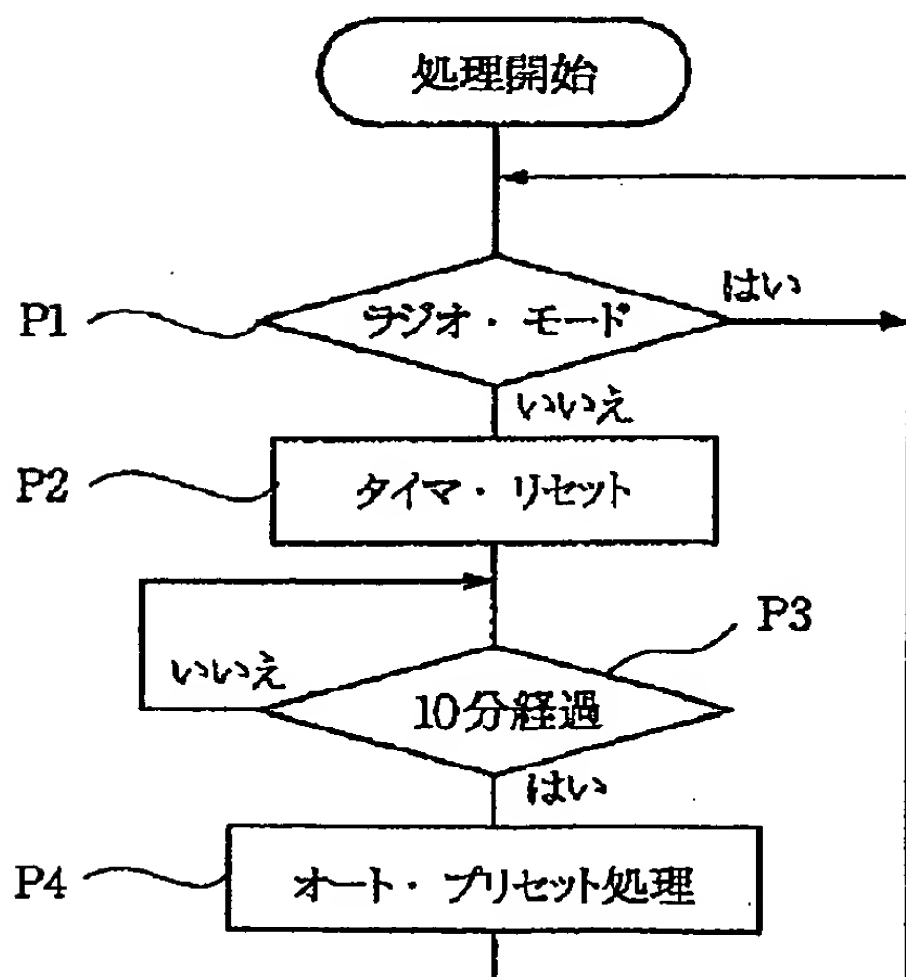 処理開始
はい
P1
ラジオ・モード
いいえ
P2
タイマ・リセット
P3
いいえ
10分経過
はい
P4
オート・プリセット処理